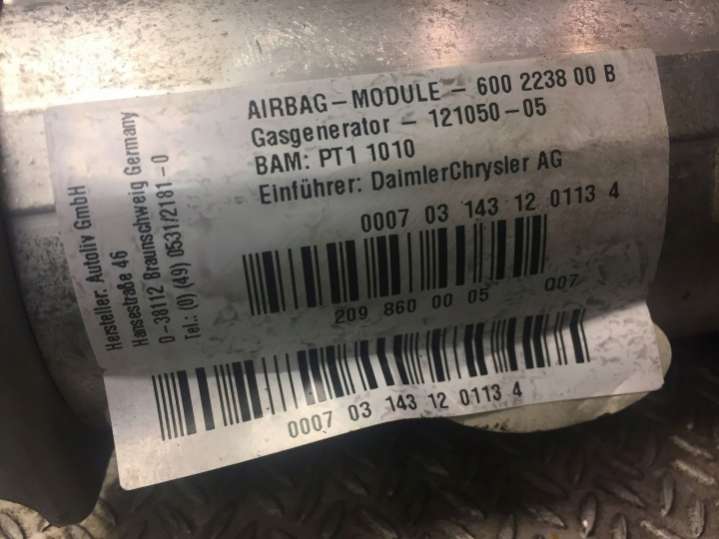 AIRBAG-MODULE - 600 2238 00 B
Gasgenerator - 121050-05
BAM: PT1 1010
Einführer: DaimlerChrysler AG
Hersteller: Autoliv GmbH
Hansestraße 46
D-38112 Braunschweig Germany
Tel.: (0) (49) 0531/2181-0
0007 03 143 12 0113 4
209 860 00 05 Q07
0007 03 143 12 0113 4